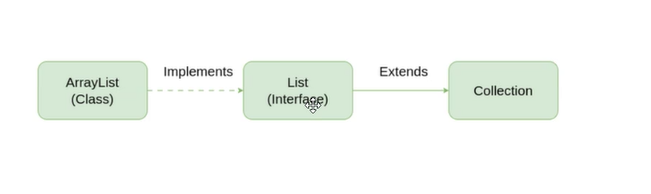 ArrayList
(Class)
Implements
List
(Interface)
Extends
Collection